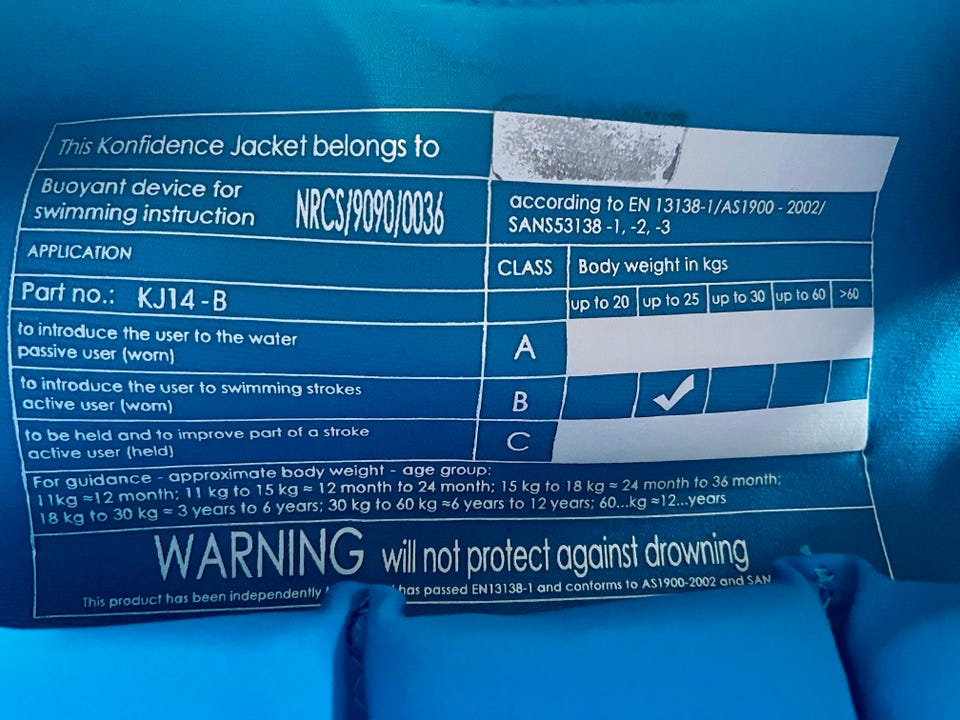 This Konfidence Jacket belongs to
Buoyant device for
swimming instruction
NRCS/9090/0036
according to EN 13138-1/AS1900 - 2002/
SANS53138 -1, -2, -3
APPLICATION
CLASS
Body weight in kgs
Part no.: KJ14-B
up to 20 up to 25 up to 30 up to 60 >60
to introduce the user to the water
passive user (worn)
A
to introduce the user to swimming strokes
active user (worn)
B
to be held and to improve part of a stroke
active user (held)
C
For guidance - approximate body weight - age group:
11kg ≈12 month; 11 kg to 15 kg ≈ 12 month to 24 month; 15 kg to 18 kg ≈ 24 month to 36 month;
18 kg to 30 kg ≈ 3 years to 6 years; 30 kg to 60 kg ≈6 years to 12 years; 60...kg ≈12...years
WARNING will not protect against drowning
This product has been independently has passed EN13138-1 and conforms to AS1900-2002 and SAN